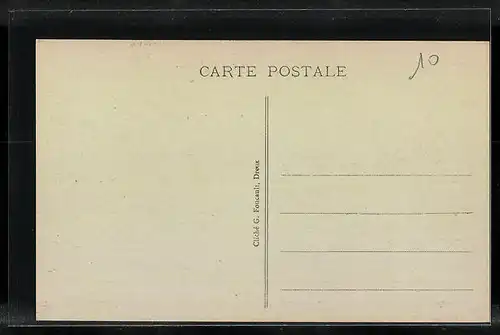 CARTE POSTALE
10
Cliché G. Foucault, Dreux